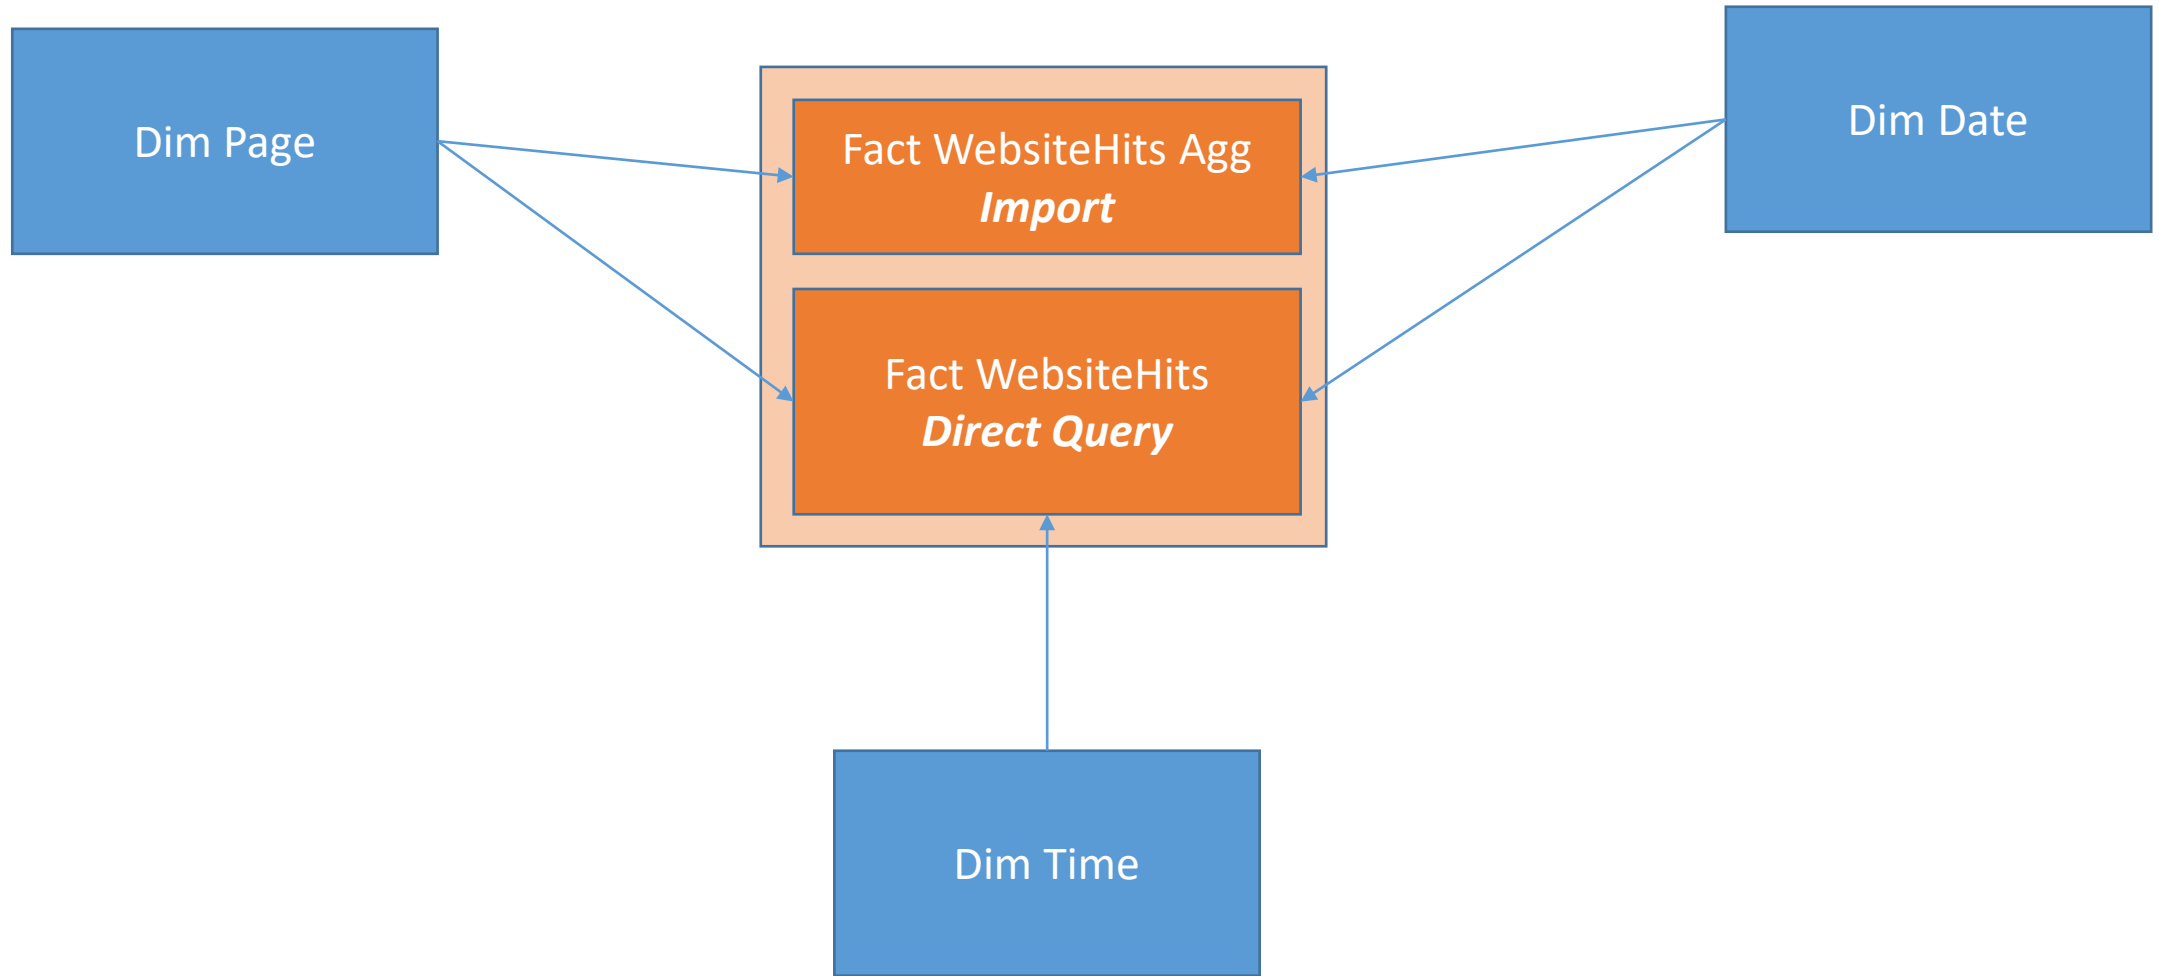 Dim Page
Fact WebsiteHits Agg
Import
Dim Date
Fact WebsiteHits
Direct Query
Dim Time